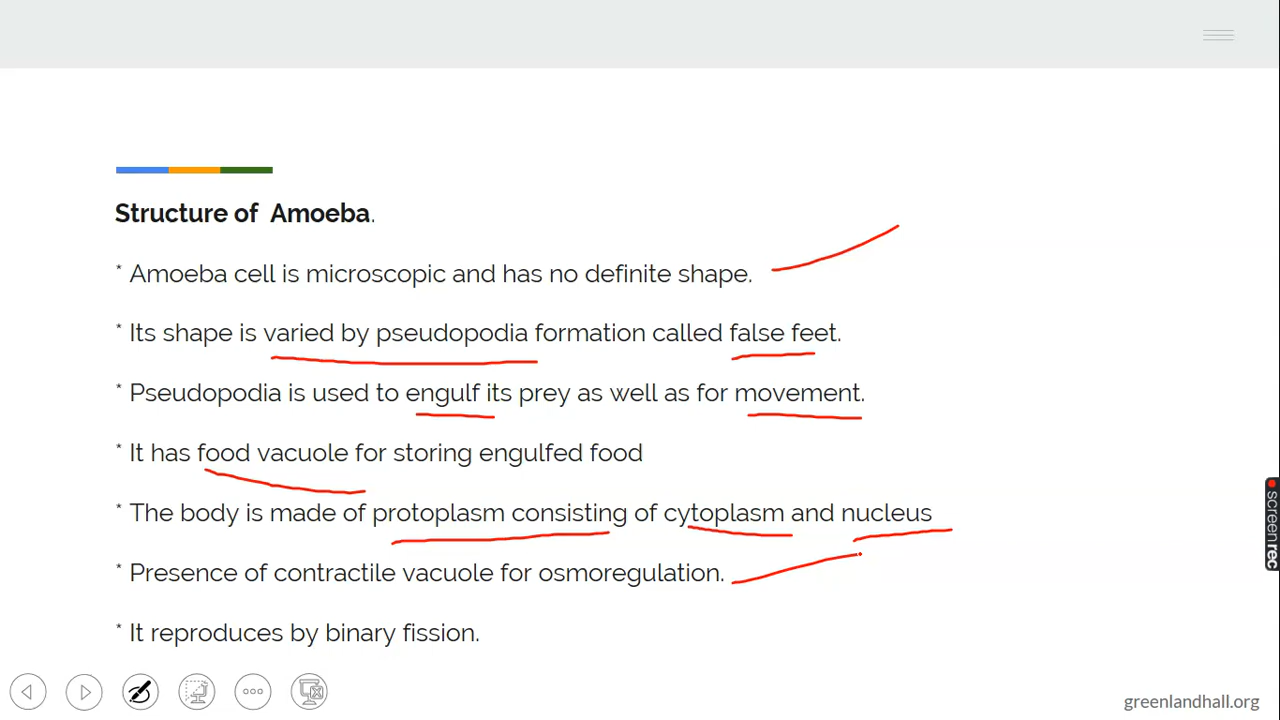 Structure of  Amoeba.
* Amoeba cell is microscopic and has no definite shape.
* Its shape is varied by pseudopodia formation called false feet.
* Pseudopodia is used to engulf its prey as well as for movement.
* It has food vacuole for storing engulfed food
* The body is made of protoplasm consisting of cytoplasm and nucleus
* Presence of contractile vacuole for osmoregulation.
* It reproduces by binary fission.
screenrec
greenlandhall.org